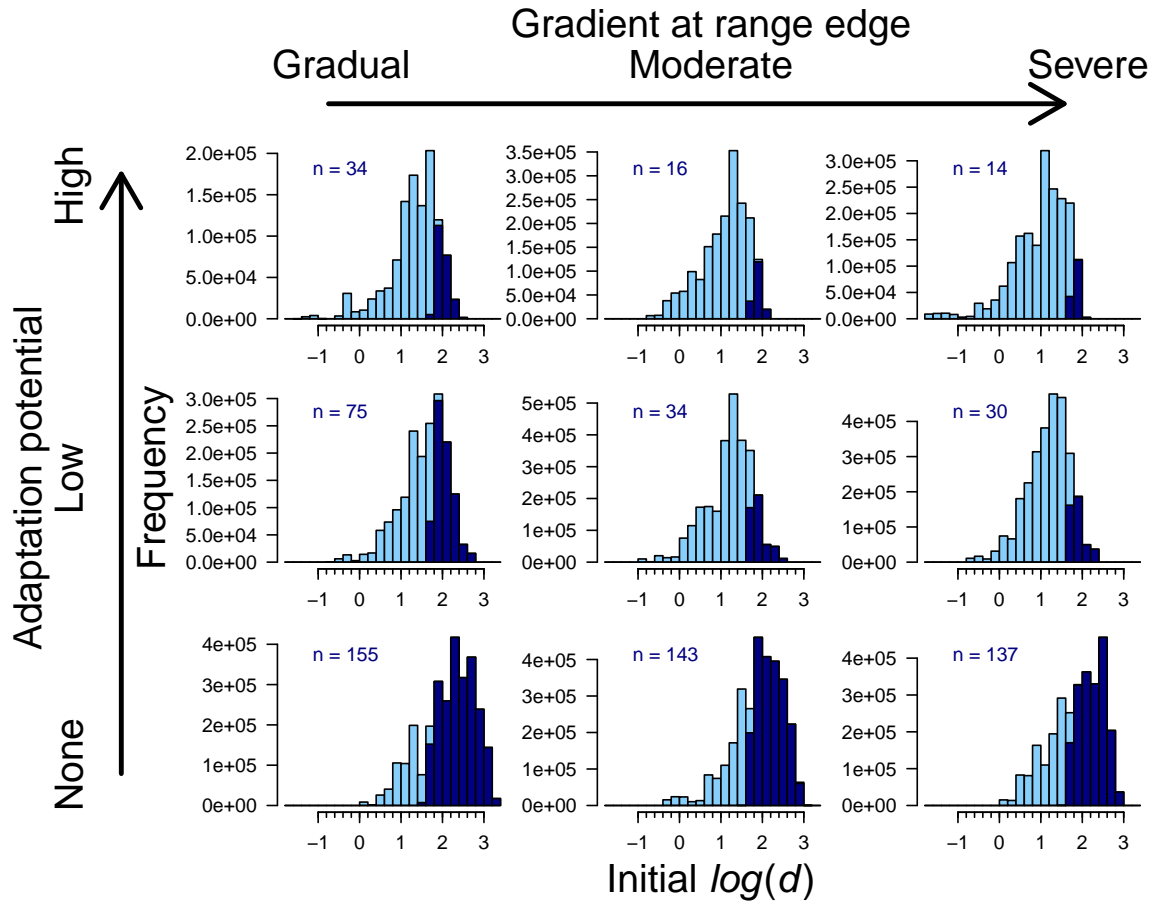 Gradient at range edge
Gradual Moderate Severe
Adaptation potential
High
Low
None
Frequency
n = 34
2.0e+05
1.5e+05
1.0e+05
5.0e+04
0.0e+00
−1 0 1 2 3
n = 16
3.5e+05
3.0e+05
2.5e+05
2.0e+05
1.5e+05
1.0e+05
5.0e+04
0.0e+00
−1 0 1 2 3
n = 14
3.0e+05
2.5e+05
2.0e+05
1.5e+05
1.0e+05
5.0e+04
0.0e+00
−1 0 1 2 3
n = 75
3.0e+05
2.5e+05
2.0e+05
1.5e+05
1.0e+05
5.0e+04
0.0e+00
−1 0 1 2 3
n = 34
5e+05
4e+05
3e+05
2e+05
1e+05
0e+00
−1 0 1 2 3
n = 30
4e+05
3e+05
2e+05
1e+05
0e+00
−1 0 1 2 3
n = 155
4e+05
3e+05
2e+05
1e+05
0e+00
−1 0 1 2 3
n = 143
4e+05
3e+05
2e+05
1e+05
0e+00
−1 0 1 2 3
n = 137
4e+05
3e+05
2e+05
1e+05
0e+00
−1 0 1 2 3
Initial log(d)